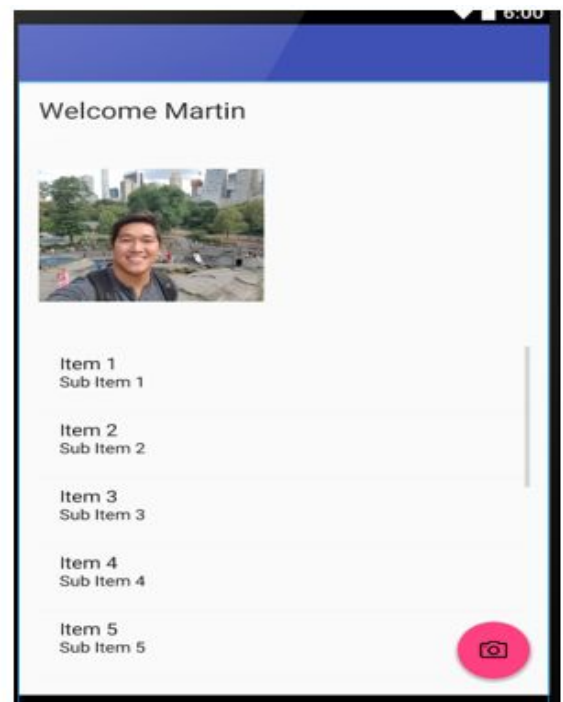 6:00
Welcome Martin
Item 1
Sub Item 1
Item 2
Sub Item 2
Item 3
Sub Item 3
Item 4
Sub Item 4
Item 5
Sub Item 5